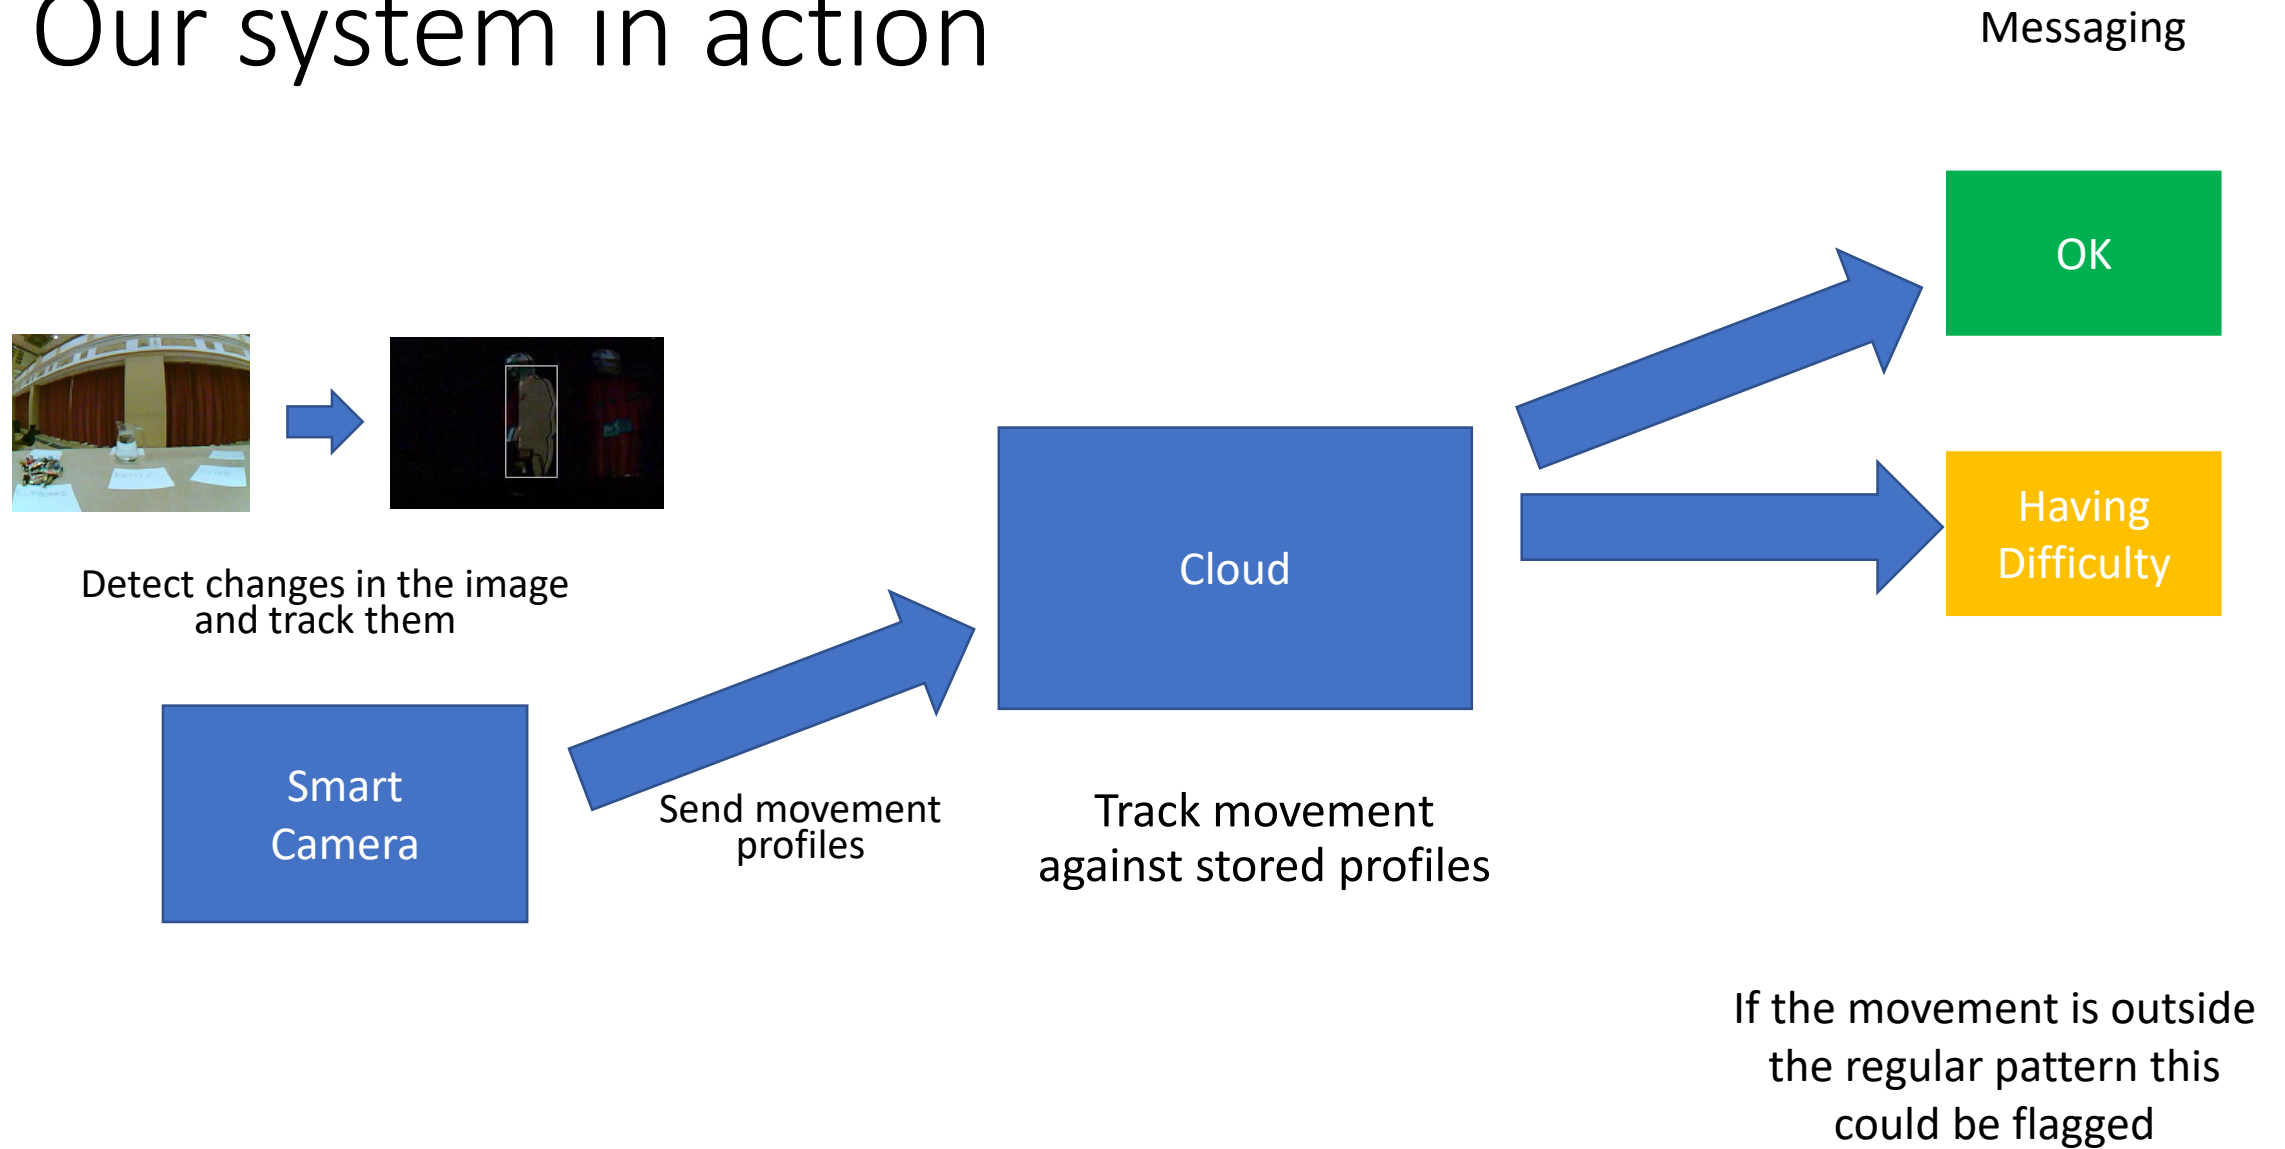 Our system in action
Messaging
OK
Having
Difficulty
CUPBOARD
Detect changes in the image
and track them
Cloud
Smart
Camera
Send movement
profiles
Track movement
against stored profiles
If the movement is outside
the regular pattern this
could be flagged